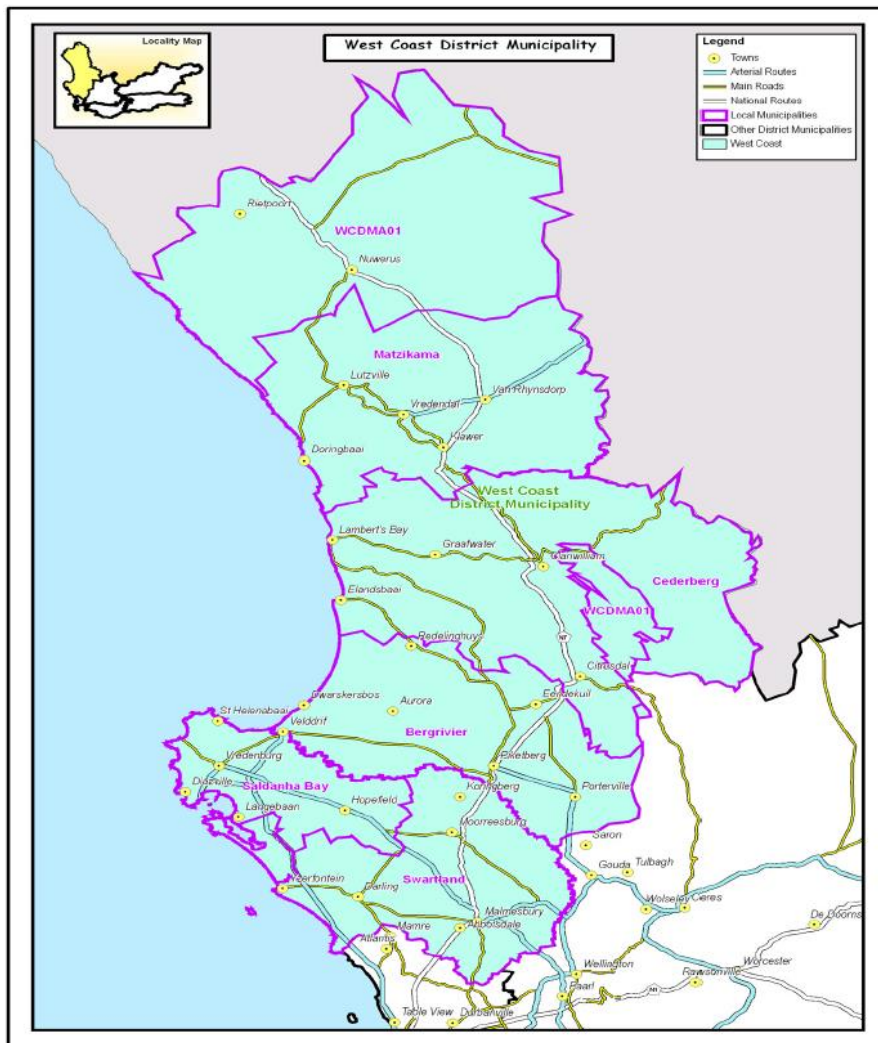 Locality Map
West Coast District Municipality
Legend
Towns
Arterial Routes
Main Roads
National Routes
Local Municipalities
Other District Municipalities
West Coast
Rietpoort
WCDMA01
Nuwerus
Matzikama
Lutzville
Van Rhynsdorp
Vredendal
Klawer
Doringbaai
West Coast
District Municipality
Lambert's Bay
Graafwater
Clanwilliam
Cederberg
Elandsbaai
WCDMA01
N7
Redelinghuys
Citrusdal
Dwarskersbos
Aurora
Eendekuil
St Helenabaai
Velddrif
Bergrivier
Vredenburg
Piketberg
Saldanha Bay
Diazville
Koringberg
Porterville
Langebaan
Hopefield
Moorreesburg
Saron
Gouda
Tulbagh
Swartland
Yzerfontein
Darling
Wolseley
Ceres
Malmesbury
Abbotsdale
De Doorns
Mamre
Atlantis
Wellington
Worcester
Rawsonville
Paarl
N1
Table View
Durbanville
N1